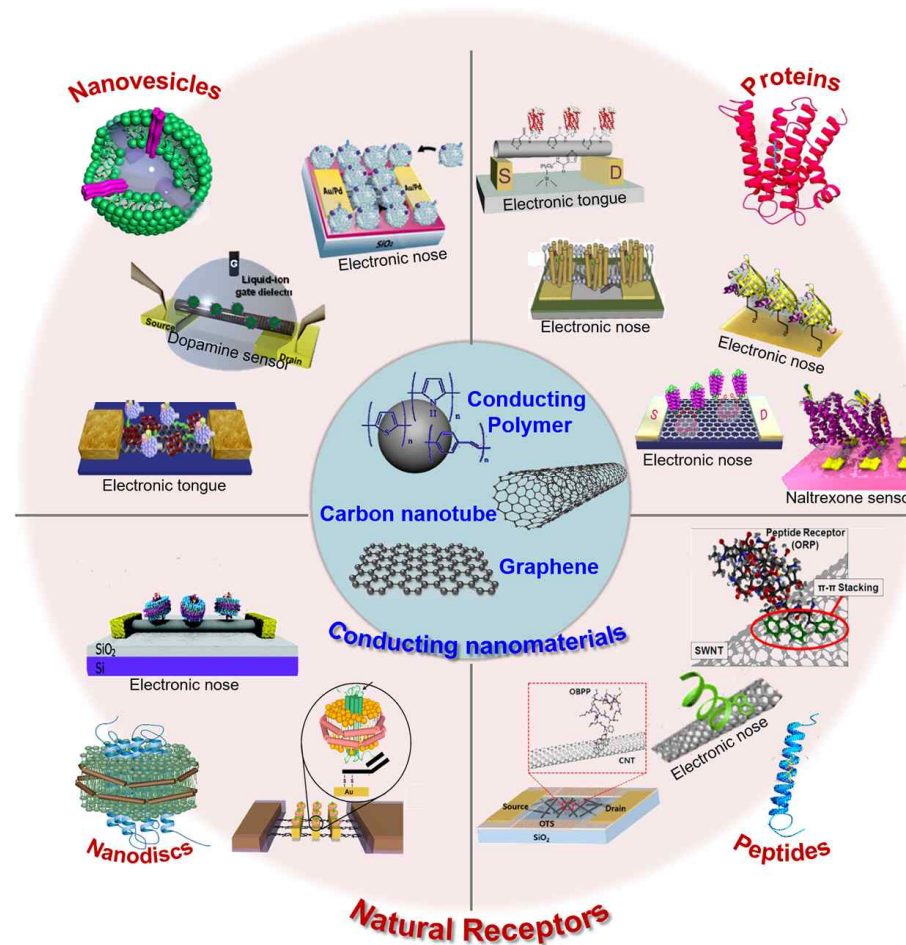 Nanovesicles
Au/Pd
Au/Pd
SiO₂
Electronic nose
G
Liquid-ion
gate dielectri
Source
Drain
Dopamine sensor
Electronic tongue
Proteins
S
D
Electronic tongue
Electronic nose
Electronic nose
S
D
Electronic nose
Naltrexone senso
n
N
H
n
S
n
n
Conducting
Polymer
Carbon nanotube
Graphene
Conducting nanomaterials
SiO₂
Si
Electronic nose
Nanodiscs
S
S
Au
Peptide Receptor
(ORP)
π-π Stacking
SWNT
OBPP
CNT
Electronic nose
Source
Drain
OTS
SiO₂
Peptides
Natural Receptors